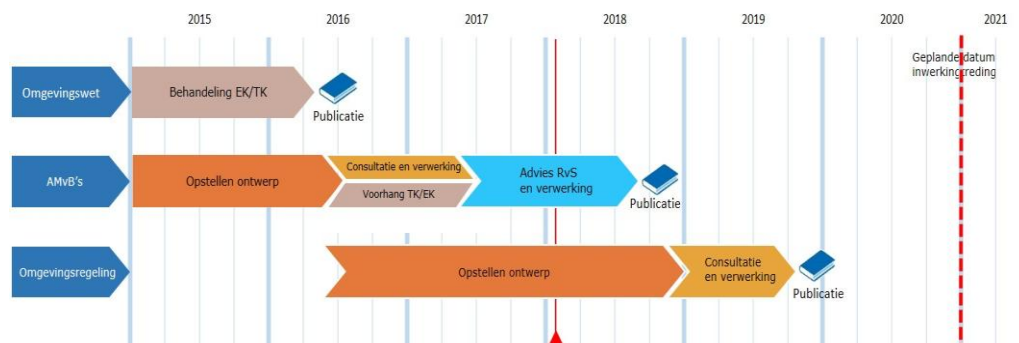 2015 2016 2017 2018 2019 2020 2021
Geplande datum
inwerkingtreding
Omgevingswet
Behandeling EK/TK
Publicatie
AMvB's
Opstellen ontwerp
Consultatie en verwerking
Voorhang TK/EK
Advies RvS
en verwerking
Publicatie
Omgevingsregeling
Opstellen ontwerp
Consultatie
en verwerking
Publicatie